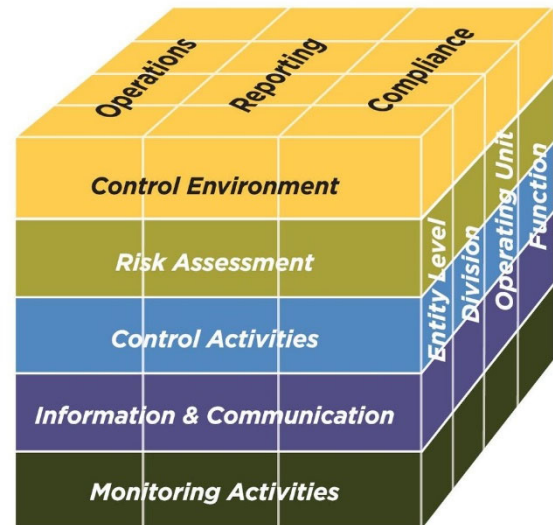 Operations
Reporting
Compliance
Control Environment
Risk Assessment
Control Activities
Information & Communication
Monitoring Activities
Entity Level
Division
Operating Unit
Function